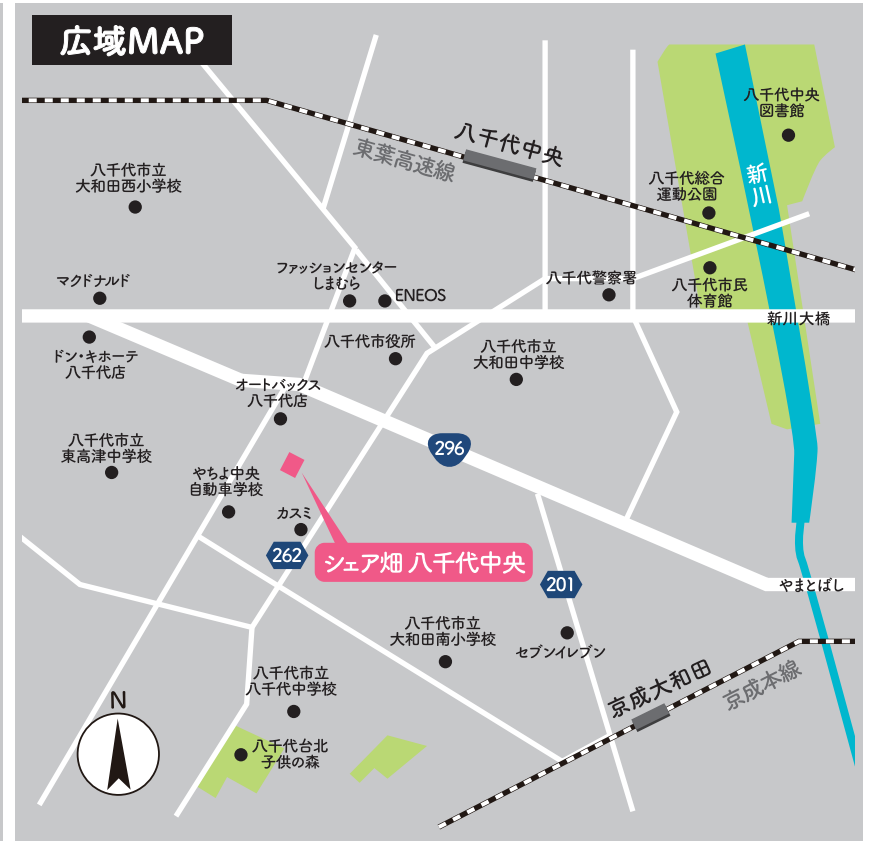 広域MAP
八千代中央
図書館
八千代中央
東葉高速線
新川
八千代市立
大和田西小学校
八千代総合
運動公園
ファッションセンター
しまむら
マクドナルド
ENEOS
八千代警察署
八千代市民
体育館
新川大橋
ドン・キホーテ
八千代店
八千代市役所
八千代市立
大和田中学校
オートバックス
八千代店
296
八千代市立
東高津中学校
やちよ中央
自動車学校
カスミ
262
シェア畑 八千代中央
201
やまとばし
八千代市立
大和田南小学校
セブンイレブン
京成大和田
京成本線
八千代市立
八千代中学校
N
八千代台北
子供の森